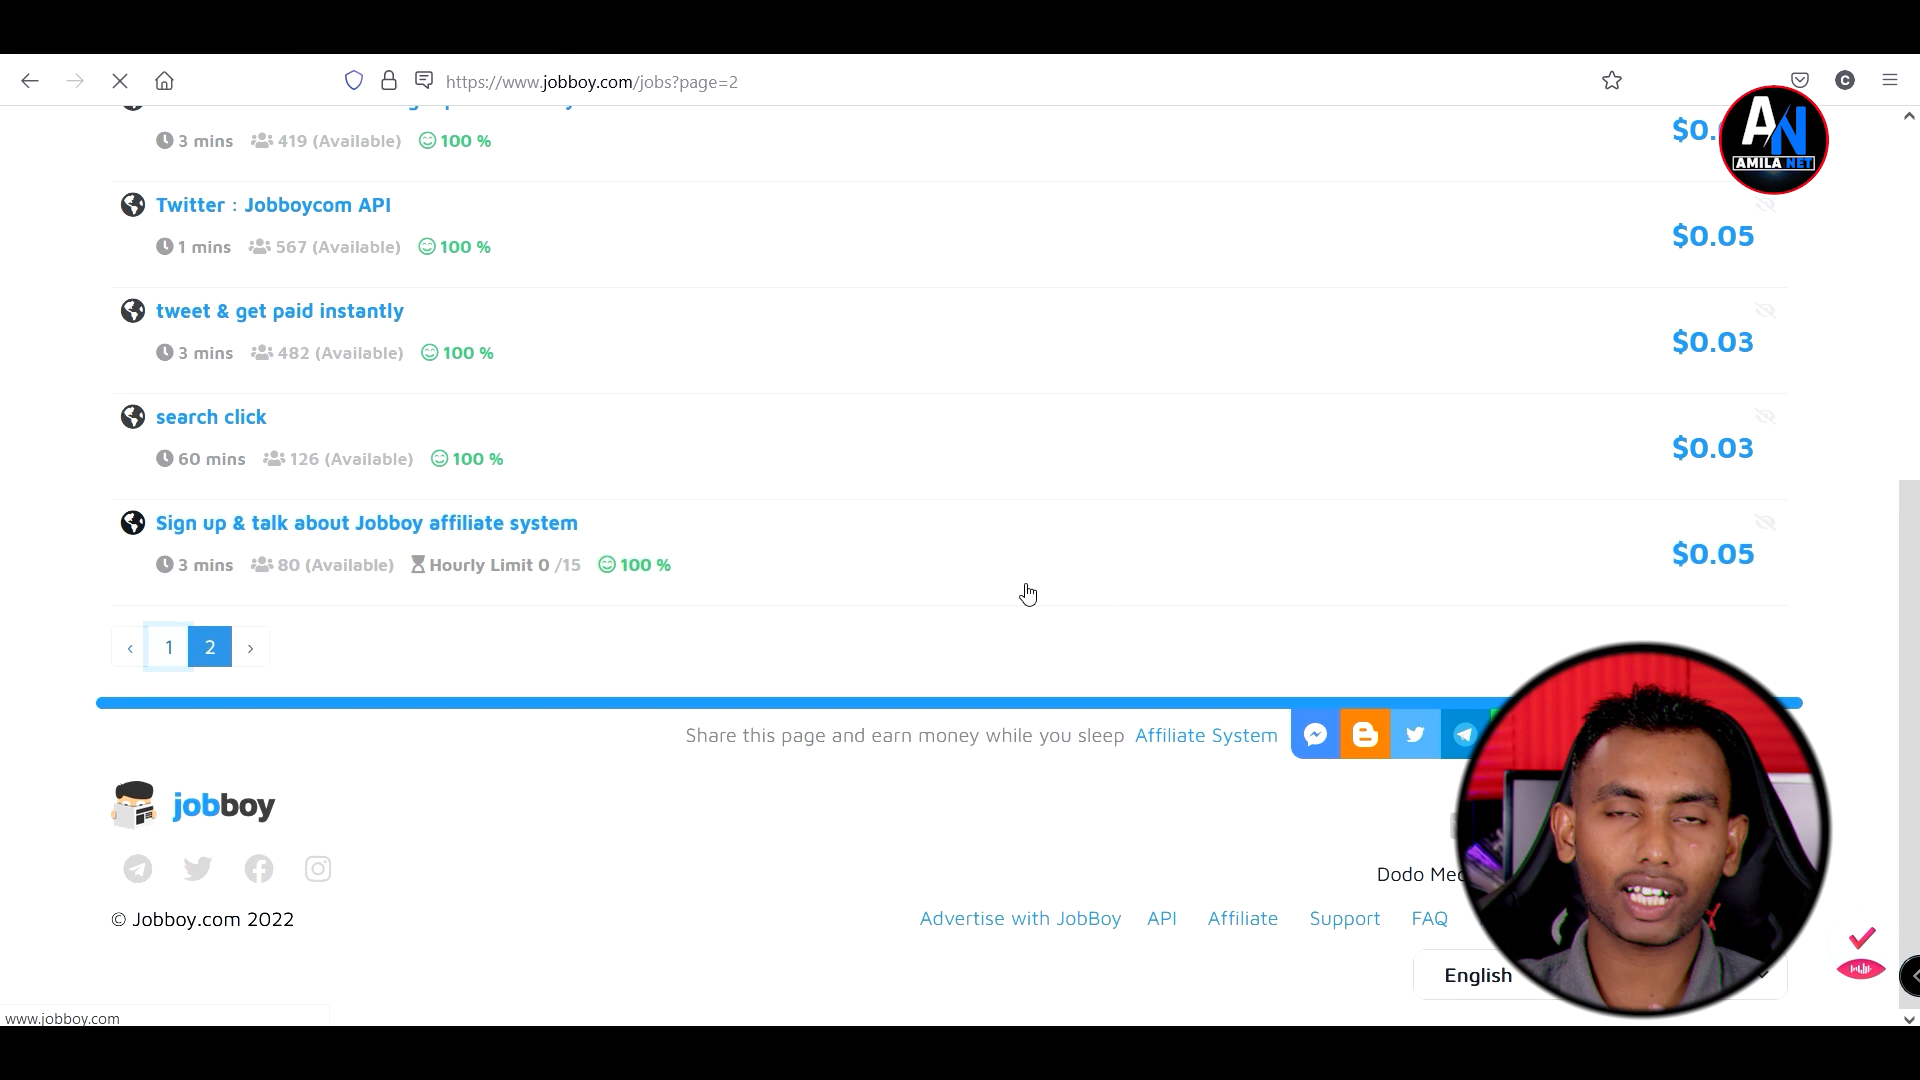 https://www.jobboy.com/jobs?page=2
AN
AMILA NET
3 mins 419 (Available) 100 %
$0.
Twitter : Jobboycom API
1 mins 567 (Available) 100 %
$0.05
tweet & get paid instantly
3 mins 482 (Available) 100 %
$0.03
search click
60 mins 126 (Available) 100 %
$0.03
Sign up & talk about Jobboy affiliate system
3 mins 80 (Available) Hourly Limit 0 /15 100 %
$0.05
‹ 1 2 ›
Share this page and earn money while you sleep Affiliate System
jobboy
Dodo Med
© Jobboy.com 2022
Advertise with JobBoy API Affiliate Support FAQ
English
www.jobboy.com